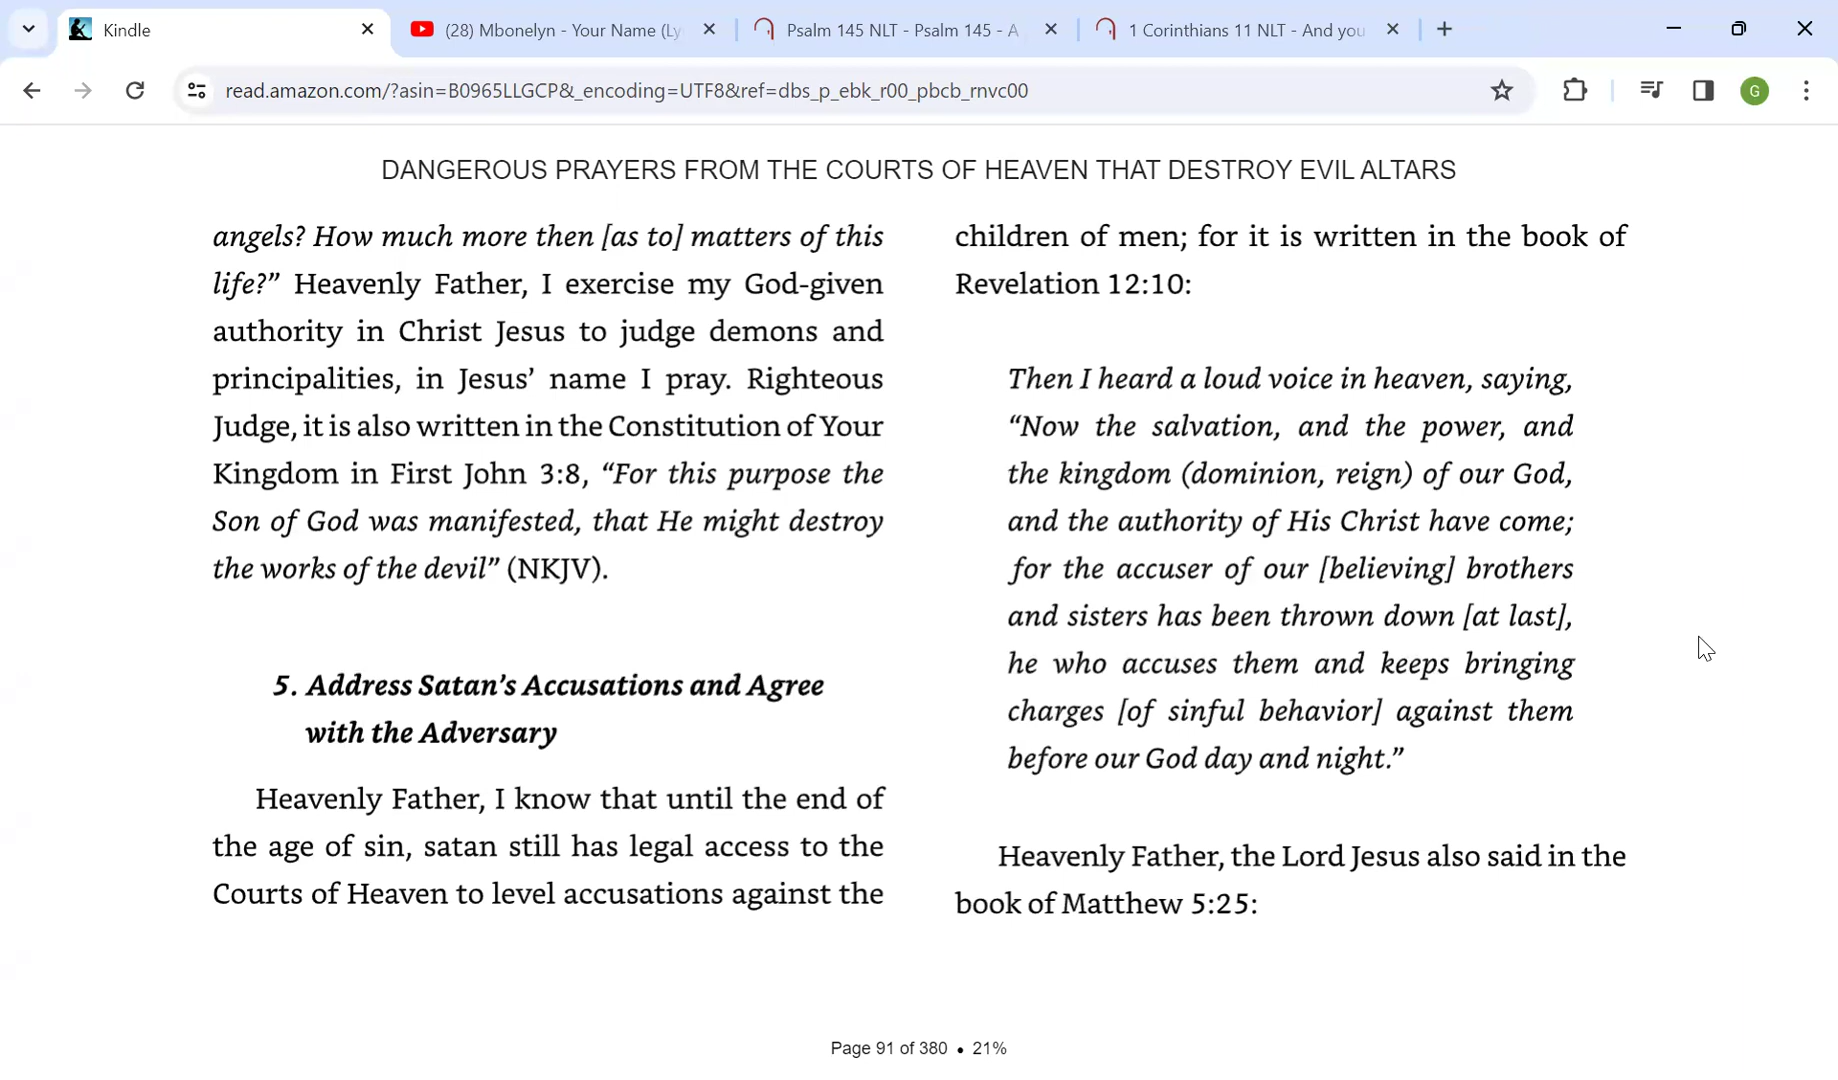 Kindle
(28) Mbonelyn - Your Name (Ly
Psalm 145 NLT - Psalm 145 - A
1 Corinthians 11 NLT - And you
read.amazon.com/?asin=B0965LLGCP&_encoding=UTF8&ref=dbs_p_ebk_r00_pbcb_rnvc00
G
DANGEROUS PRAYERS FROM THE COURTS OF HEAVEN THAT DESTROY EVIL ALTARS
angels? How much more then [as to] matters of this
life?” Heavenly Father, I exercise my God-given
authority in Christ Jesus to judge demons and
principalities, in Jesus’ name I pray. Righteous
Judge, it is also written in the Constitution of Your
Kingdom in First John 3:8, “For this purpose the
Son of God was manifested, that He might destroy
the works of the devil” (NKJV).
5. Address Satan’s Accusations and Agree
with the Adversary
Heavenly Father, I know that until the end of
the age of sin, satan still has legal access to the
Courts of Heaven to level accusations against the
children of men; for it is written in the book of
Revelation 12:10:
Then I heard a loud voice in heaven, saying,
“Now the salvation, and the power, and
the kingdom (dominion, reign) of our God,
and the authority of His Christ have come;
for the accuser of our [believing] brothers
and sisters has been thrown down [at last],
he who accuses them and keeps bringing
charges [of sinful behavior] against them
before our God day and night.”
Heavenly Father, the Lord Jesus also said in the
book of Matthew 5:25:
Page 91 of 380 • 21%